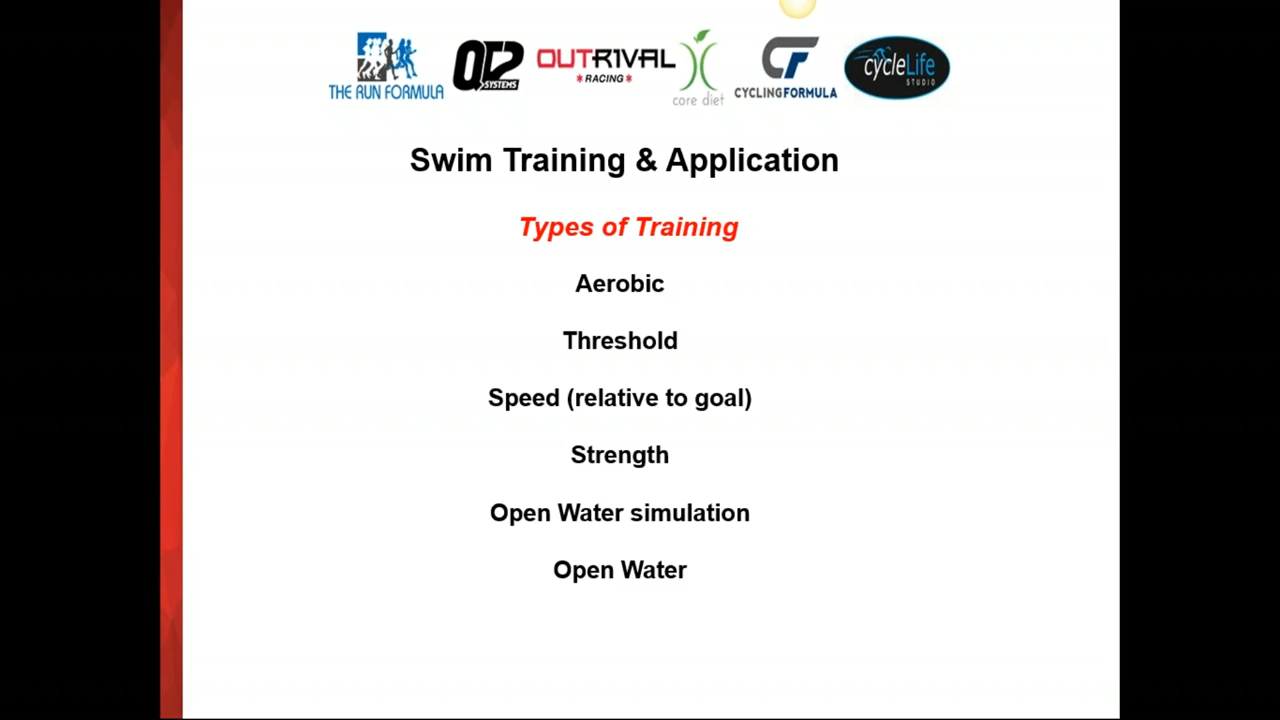 THE RUN FORMULA
QT2
SYSTEMS
OUTRIVAL
RACING
core diet
CYCLINGFORMULA
cycleLife
STUDIO
Swim Training & Application
Types of Training
Aerobic
Threshold
Speed (relative to goal)
Strength
Open Water simulation
Open Water